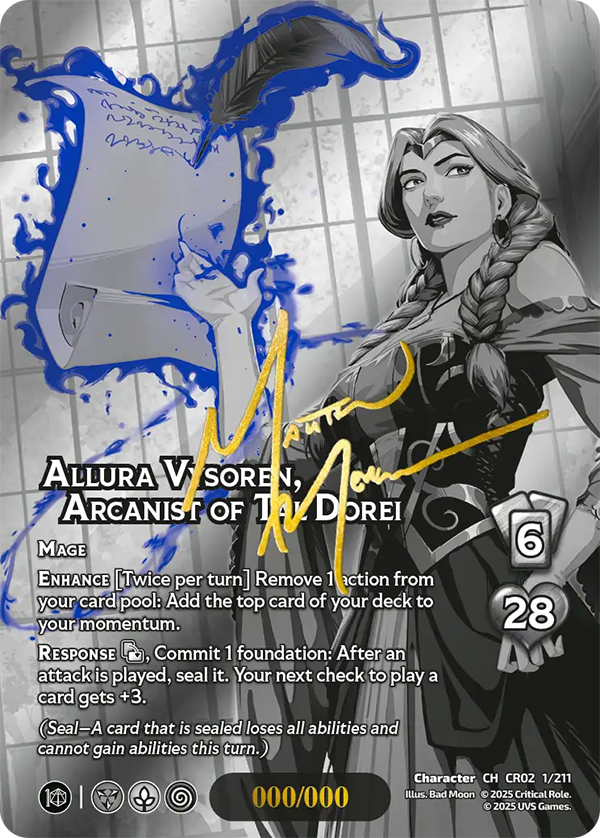 ALLURA VYSOREN,
ARCANIST OF TAL'DOREI
MAGE
ENHANCE [Twice per turn] Remove 1 action from
your card pool: Add the top card of your deck to
your momentum.
RESPONSE , Commit 1 foundation: After an
attack is played, seal it. Your next check to play a
card gets +3.
(Seal—A card that is sealed loses all abilities and
cannot gain abilities this turn.)
6
28
1
000/000
Character CH CR02 1/211
Illus. Bad Moon © 2025 Critical Role.
© 2025 UVS Games.